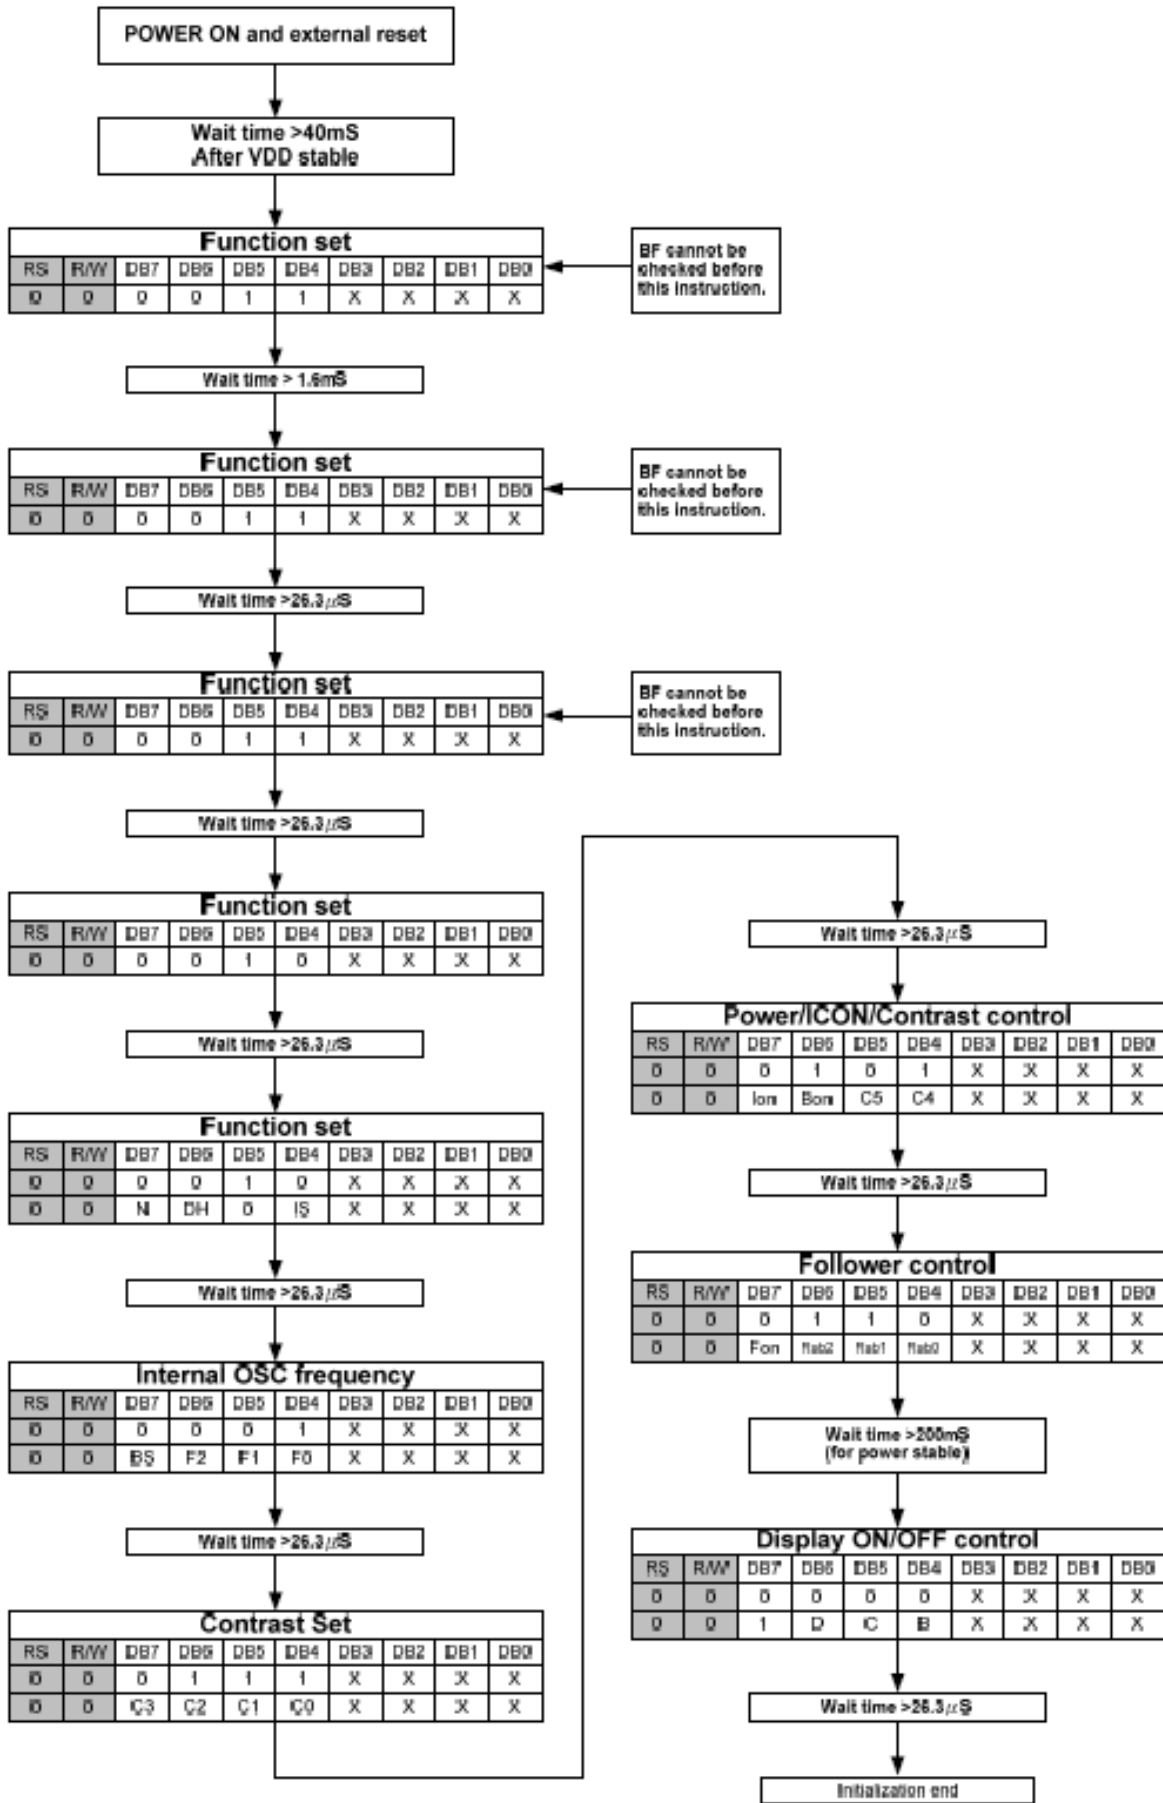 POWER ON and external reset
Wait time >40mS
After VDD stable
Function set
RS R/W DB7 DB6 DB5 DB4 DB3 DB2 DB1 DB0
0 0 0 0 1 1 X X X X
BF cannot be
checked before
this instruction.
Wait time > 1.6mS
Function set
RS R/W DB7 DB6 DB5 DB4 DB3 DB2 DB1 DB0
0 0 0 0 1 1 X X X X
BF cannot be
checked before
this instruction.
Wait time >26.3μS
Function set
RS R/W DB7 DB6 DB5 DB4 DB3 DB2 DB1 DB0
0 0 0 0 1 1 X X X X
BF cannot be
checked before
this instruction.
Wait time >26.3μS
Function set
RS R/W DB7 DB6 DB5 DB4 DB3 DB2 DB1 DB0
0 0 0 0 1 0 X X X X
Wait time >26.3μS
Function set
RS R/W DB7 DB6 DB5 DB4 DB3 DB2 DB1 DB0
0 0 0 0 1 0 X X X X
0 0 N DH 0 IS X X X X
Wait time >26.3μS
Internal OSC frequency
RS R/W DB7 DB6 DB5 DB4 DB3 DB2 DB1 DB0
0 0 0 0 0 1 X X X X
0 0 BS F2 F1 F0 X X X X
Wait time >26.3μS
Contrast Set
RS R/W DB7 DB6 DB5 DB4 DB3 DB2 DB1 DB0
0 0 0 1 1 1 X X X X
0 0 C3 C2 C1 C0 X X X X
Wait time >26.3μS
Power/ICON/Contrast control
RS R/W DB7 DB6 DB5 DB4 DB3 DB2 DB1 DB0
0 0 0 1 0 1 X X X X
0 0 Ion Bon C5 C4 X X X X
Wait time >26.3μS
Follower control
RS R/W DB7 DB6 DB5 DB4 DB3 DB2 DB1 DB0
0 0 0 1 1 0 X X X X
0 0 Fon Rab2 Rab1 Rab0 X X X X
Wait time >200mS
(for power stable)
Display ON/OFF control
RS R/W DB7 DB6 DB5 DB4 DB3 DB2 DB1 DB0
0 0 0 0 0 0 X X X X
0 0 1 D C B X X X X
Wait time >26.3μS
Initialization end